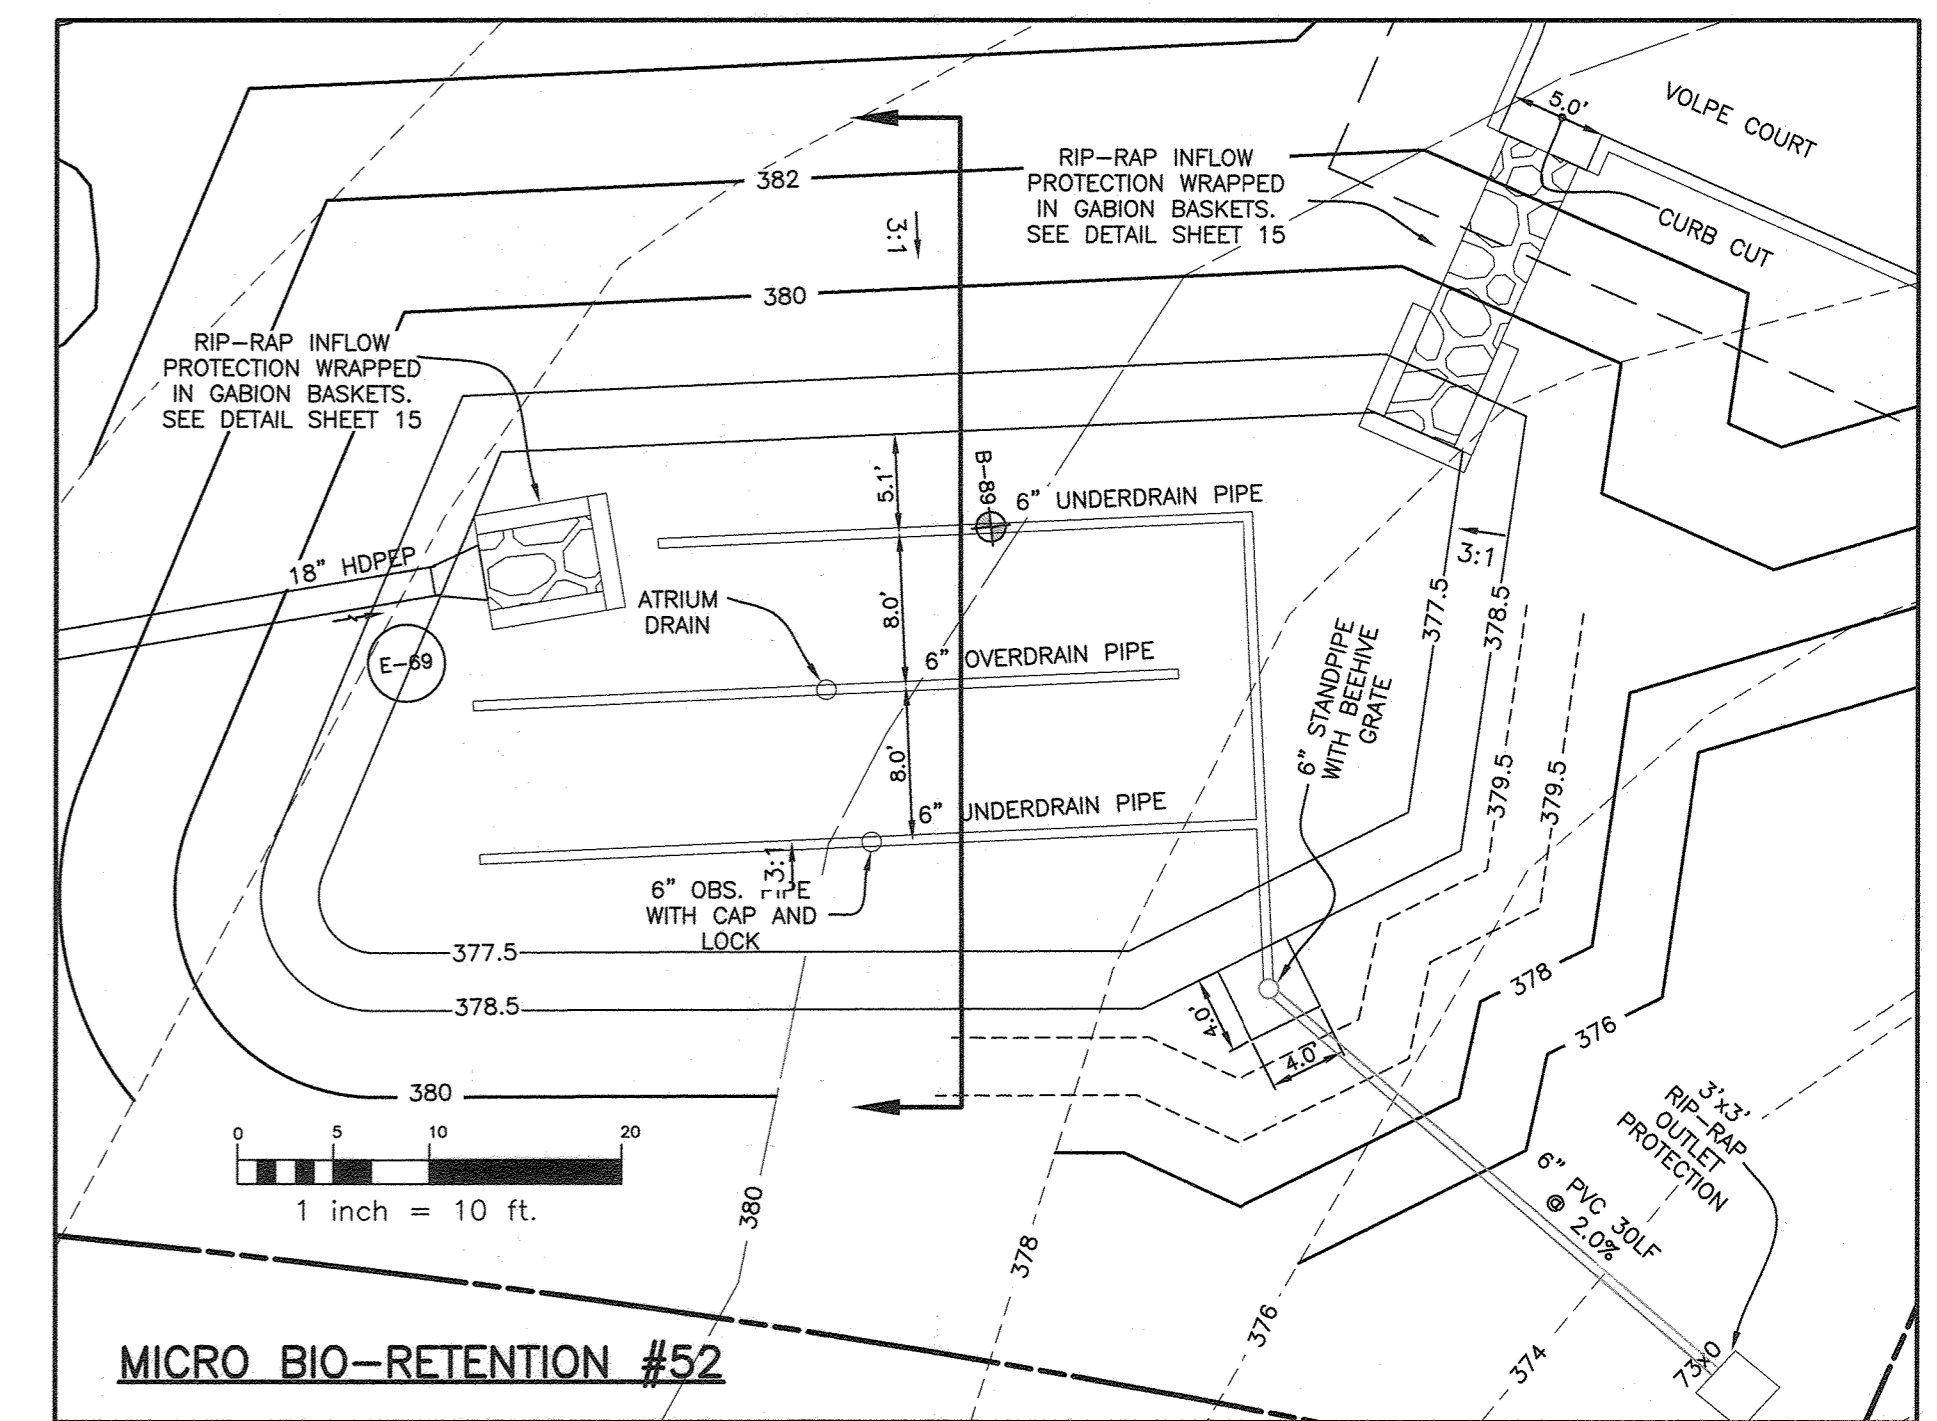 VOLPE COURT
5.0'
CURB CUT
RIP-RAP INFLOW
PROTECTION WRAPPED
IN GABION BASKETS.
SEE DETAIL SHEET 15
382
3:1
380
RIP-RAP INFLOW
PROTECTION WRAPPED
IN GABION BASKETS.
SEE DETAIL SHEET 15
5.1'
B-89
6" UNDERDRAIN PIPE
18" HDPEP
E-69
ATRIUM
DRAIN
8.0'
6" OVERDRAIN PIPE
8.0'
6" UNDERDRAIN PIPE
3:1
377.5
378.5
379.5
379.5
6" STANDPIPE
WITH BEEHIVE
GRATE
3:1
6" OBS. PIPE
WITH CAP AND
LOCK
377.5
378.5
380
4.0'
4.0'
378
376
3'x3'
RIP-RAP
OUTLET
PROTECTION
6" PVC 30LF
@ 2.0%
73x0
0 5 10 20
1 inch = 10 ft.
380
378
376
374
MICRO BIO-RETENTION #52